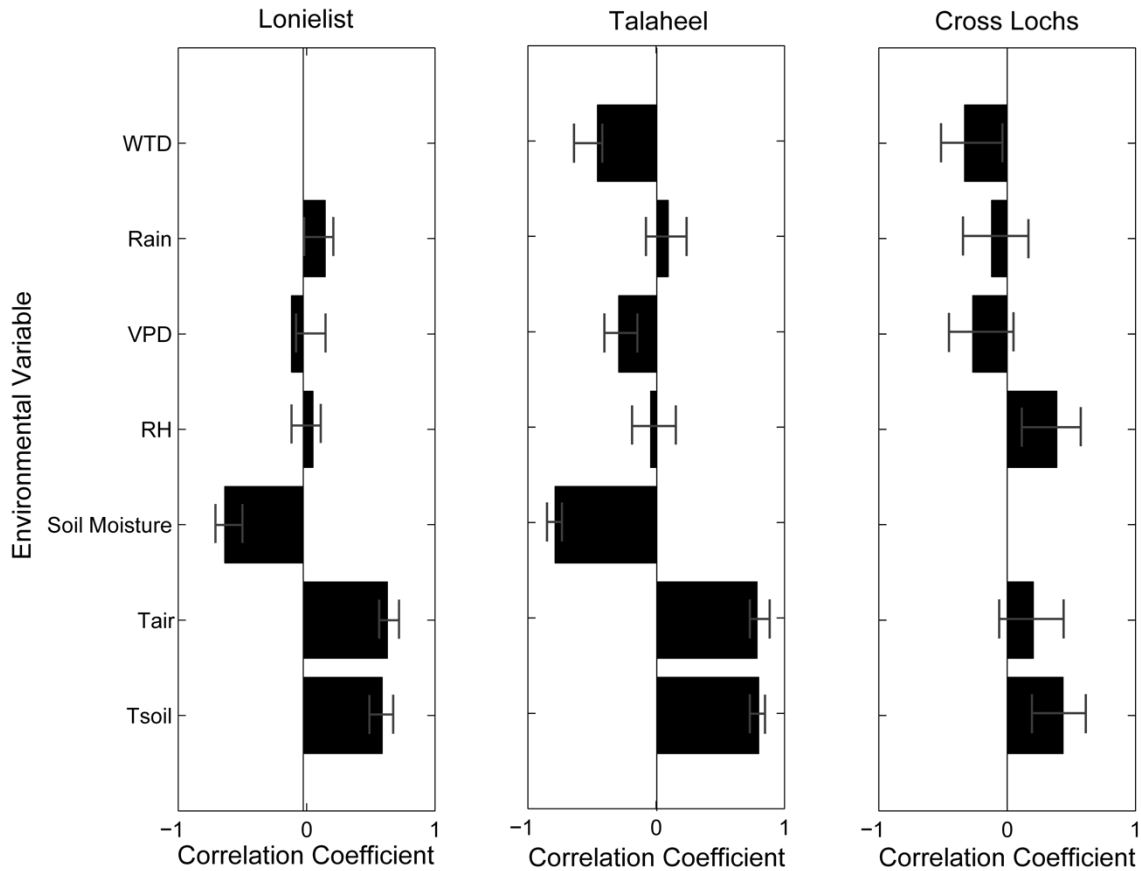 Lonielist Talaheel Cross Lochs
Environmental Variable
WTD
Rain
VPD
RH
Soil Moisture
Tair
Tsoil
−1 0 1 −1 0 1 −1 0 1
Correlation Coefficient Correlation Coefficient Correlation Coefficient